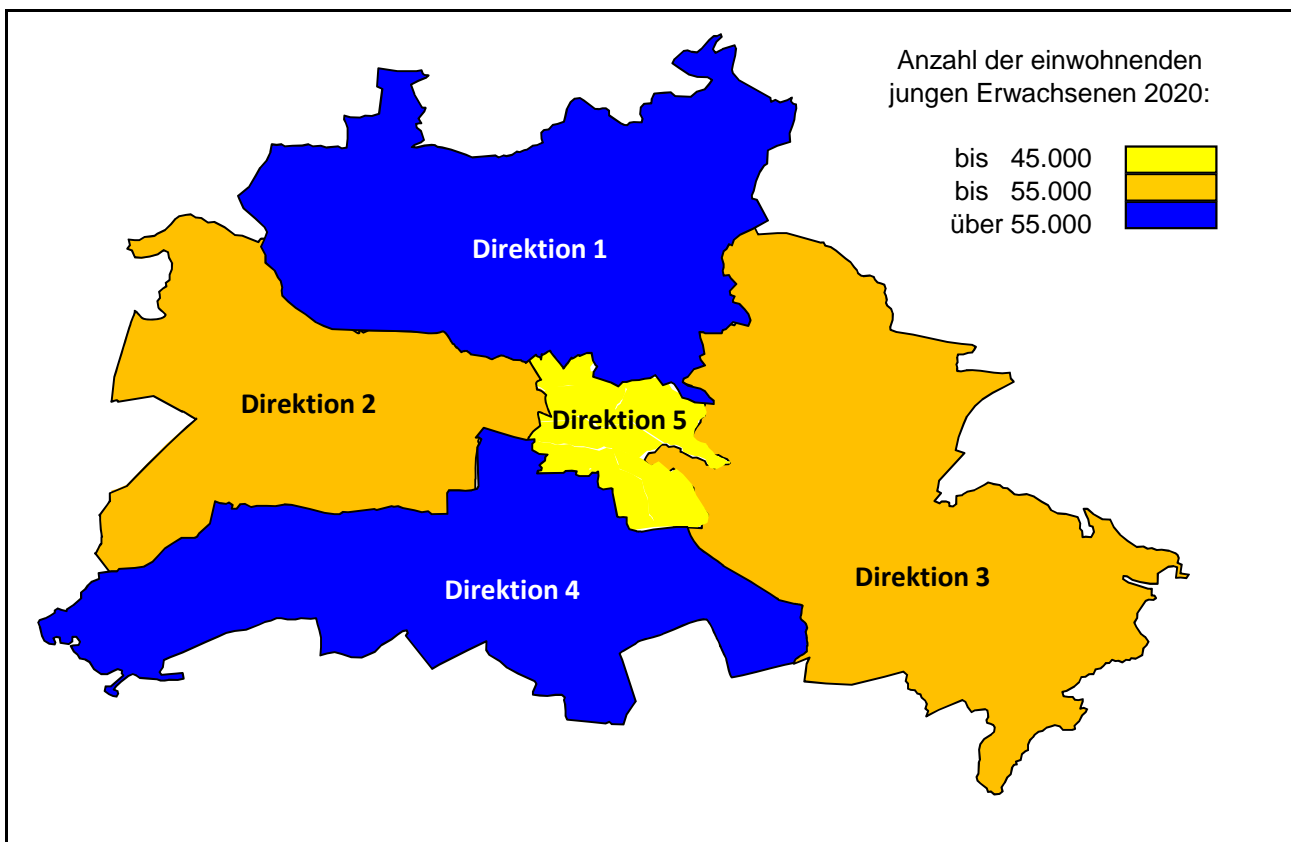 Anzahl der einwohnenden
jungen Erwachsenen 2020:
bis 45.000
bis 55.000
über 55.000
Direktion 1
Direktion 2
Direktion 5
Direktion 3
Direktion 4